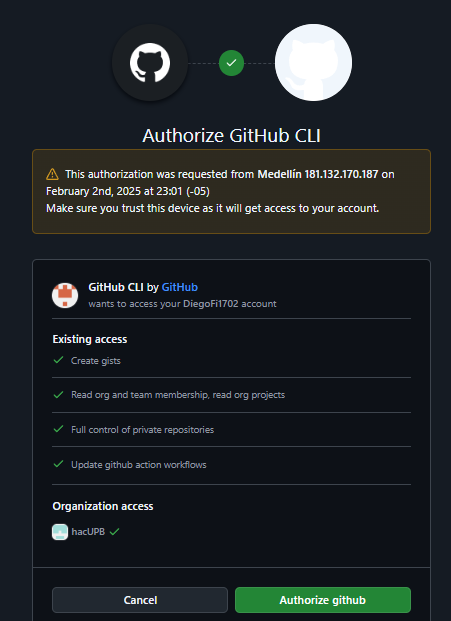 Authorize GitHub CLI
This authorization was requested from Medellín 181.132.170.187 on
February 2nd, 2025 at 23:01 (-05)
Make sure you trust this device as it will get access to your account.
GitHub CLI by GitHub
wants to access your DiegoFi1702 account
Existing access
Create gists
Read org and team membership, read org projects
Full control of private repositories
Update github action workflows
Organization access
hacUPB
Cancel
Authorize github